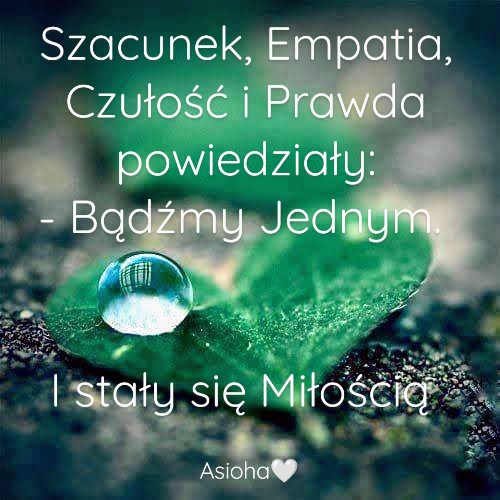 Szacunek, Empatia,
Czułość i Prawda
powiedziały:
- Bądźmy Jednym.
I stały się Miłością
Asioha🤍